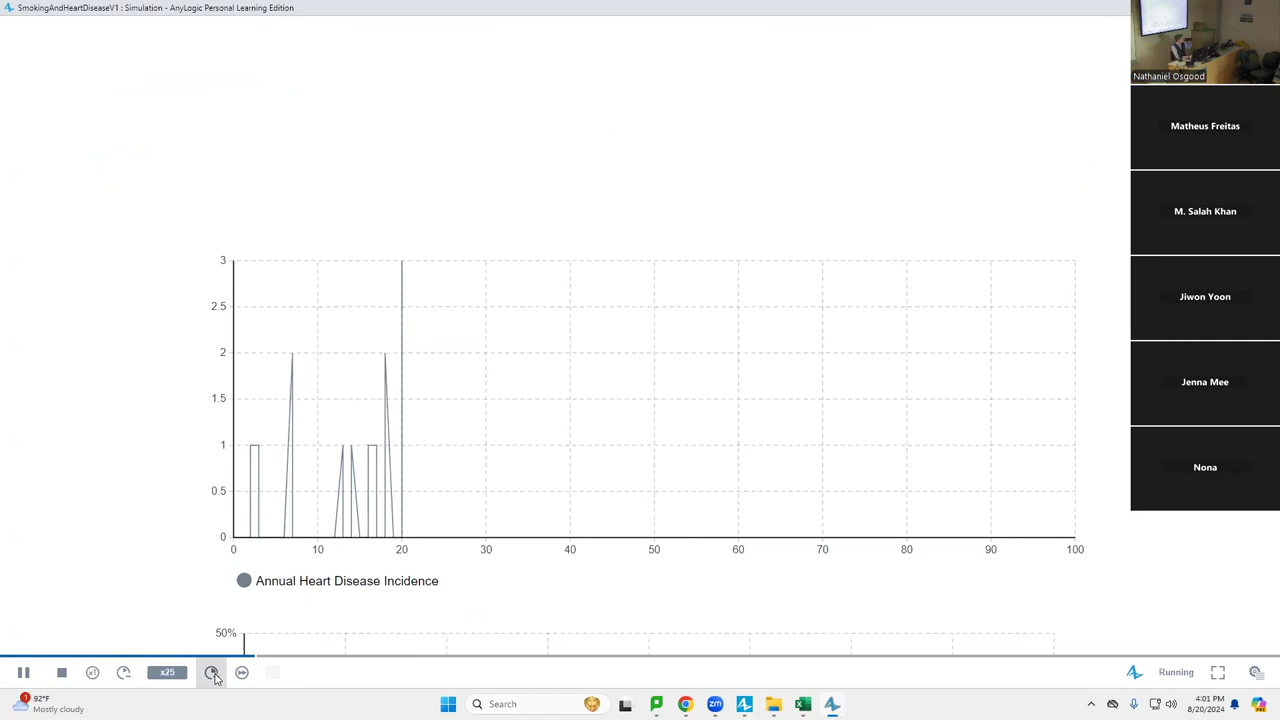 SmokingAndHeartDiseaseV1 : Simulation - AnyLogic Personal Learning Edition
Nathaniel Osgood
Matheus Freitas
M. Salah Khan
Jiwon Yoon
Jenna Mee
Nona
3
2.5
2
1.5
1
0.5
0
0 10 20 30 40 50 60 70 80 90 100
Annual Heart Disease Incidence
50%
x1
x25
Running
1
92°F
Mostly cloudy
Search
4:01 PM
8/20/2024